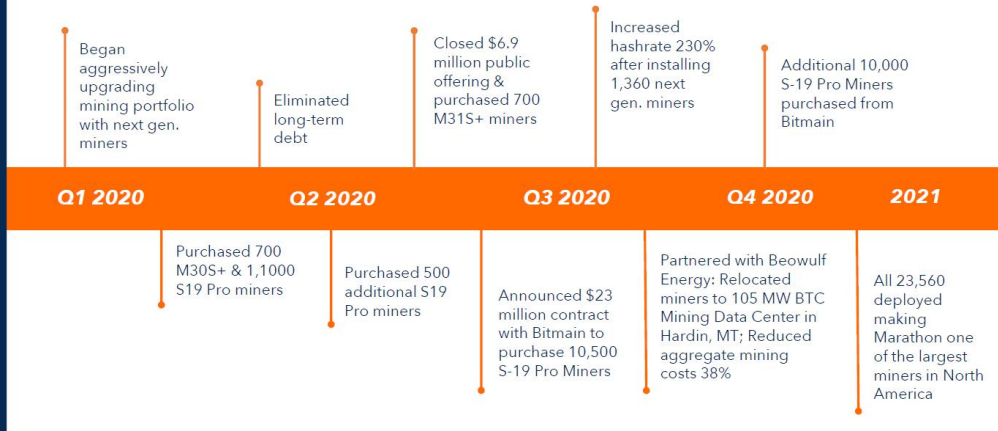 Began
aggressively
upgrading
mining portfolio
with next gen.
miners
Eliminated
long-term
debt
Closed $6.9
million public
offering &
purchased 700
M31S+ miners
Increased
hashrate 230%
after installing
1,360 next
gen. miners
Additional 10,000
S-19 Pro Miners
purchased from
Bitmain
Q1 2020
Q2 2020
Q3 2020
Q4 2020
2021
Purchased 700
M30S+ & 1,1000
S19 Pro miners
Purchased 500
additional S19
Pro miners
Announced $23
million contract
with Bitmain to
purchase 10,500
S-19 Pro Miners
Partnered with Beowulf
Energy: Relocated
miners to 105 MW BTC
Mining Data Center in
Hardin, MT; Reduced
aggregate mining
costs 38%
All 23,560
deployed
making
Marathon one
of the largest
miners in North
America